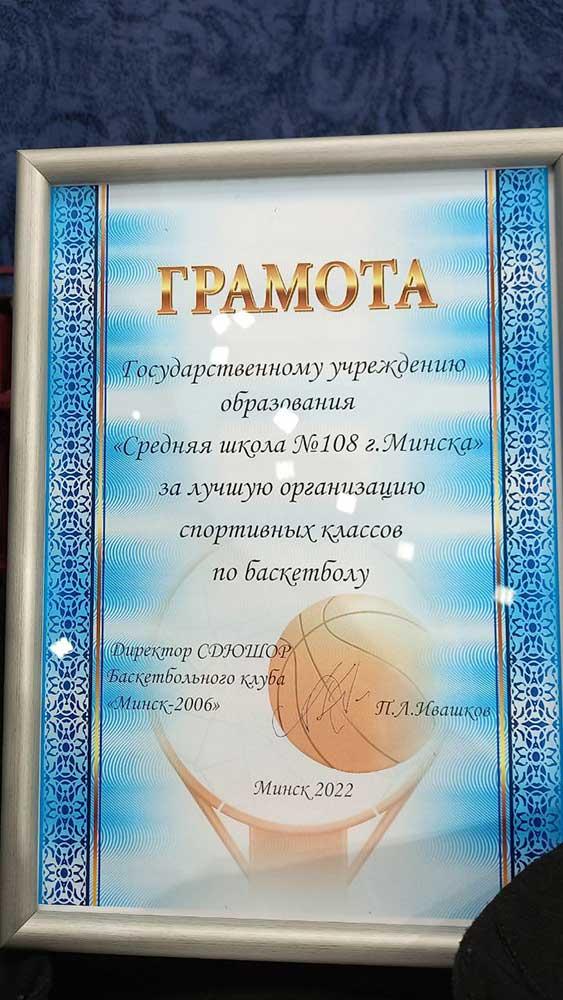 ГРАМОТА
Государственному учреждению
образования
«Средняя школа №108 г.Минска»
за лучшую организацию
спортивных классов
по баскетболу
Директор СДЮШОР
Баскетбольного клуба
«Минск-2006»
П.Л.Ивашков
Минск 2022